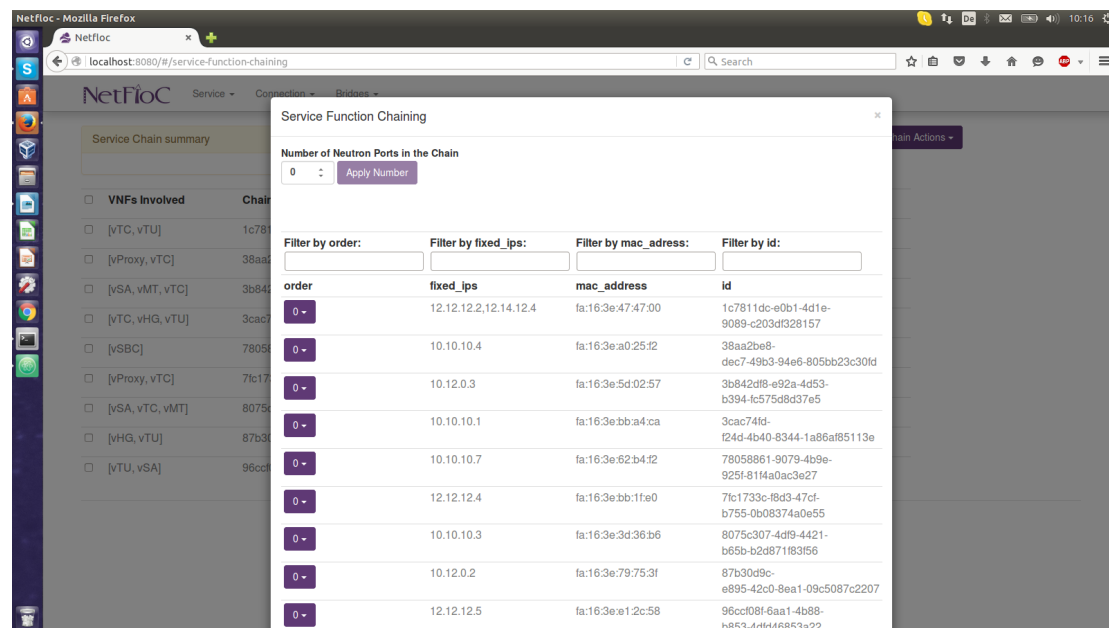 Netfloc - Mozilla Firefox
De
10:16
Netfloc
localhost:8080/#/service-function-chaining
Search
ABP
NetFloC
Service
Connection
Bridges
Service Chain summary
hain Actions
VNFs Involved
Chair
[vTC, vTU]
1c781
[vProxy, vTC]
38aa2
[vSA, vMT, vTC]
3b842
[vTC, vHG, vTU]
3cac7
[vSBC]
78058
[vProxy, vTC]
7fc17
[vSA, vTC, vMT]
8075c
[vHG, vTU]
87b30
[vTU, vSA]
96ccf
Service Function Chaining
×
Number of Neutron Ports in the Chain
0
Apply Number
Filter by order: Filter by fixed_ips: Filter by mac_adress: Filter by id:
order fixed_ips mac_address id
0 12.12.12.2,12.14.12.4 fa:16:3e:47:47:00 1c7811dc-e0b1-4d1e-
9089-c203df328157
0 10.10.10.4 fa:16:3e:a0:25:f2 38aa2be8-
dec7-49b3-94e6-805bb23c30fd
0 10.12.0.3 fa:16:3e:5d:02:57 3b842df8-e92a-4d53-
b394-fc575d8d37e5
0 10.10.10.1 fa:16:3e:bb:a4:ca 3cac74fd-
f24d-4b40-8344-1a86af85113e
0 10.10.10.7 fa:16:3e:62:b4:f2 78058861-9079-4b9e-
925f-81f4a0ac3e27
0 12.12.12.4 fa:16:3e:bb:1f:e0 7fc1733c-f8d3-47cf-
b755-0b08374a0e55
0 10.10.10.3 fa:16:3e:3d:36:b6 8075c307-4df9-4421-
b65b-b2d871f83f56
0 10.12.0.2 fa:16:3e:79:75:3f 87b30d9c-
e895-42c0-8ea1-09c5087c2207
0 12.12.12.5 fa:16:3e:e1:2c:58 96ccf08f-6aa1-4b88-
b853-4dfd46853a22